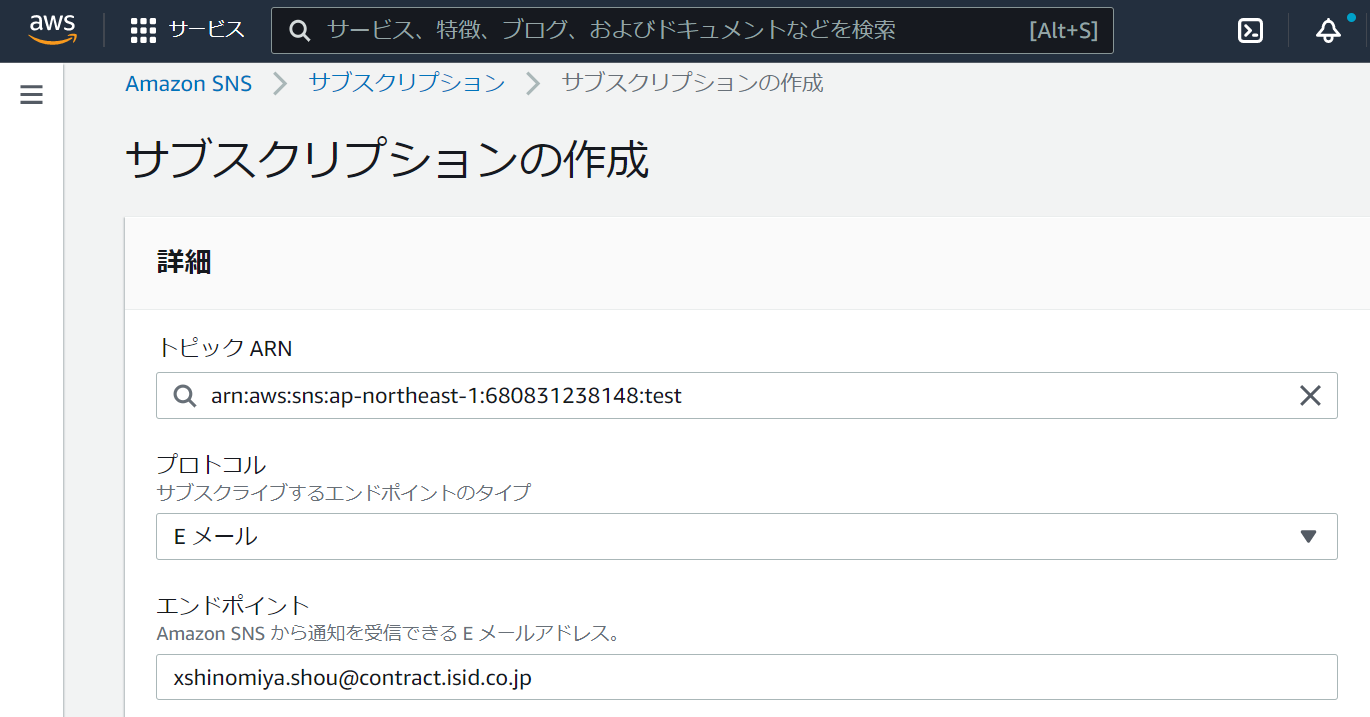 aws
サービス
サービス、特徴、ブログ、およびドキュメントなどを検索
[Alt+S]
Amazon SNS
サブスクリプション
サブスクリプションの作成
サブスクリプションの作成
詳細
トピック ARN
arn:aws:sns:ap-northeast-1:680831238148:test
プロトコル
サブスクライブするエンドポイントのタイプ
E メール
エンドポイント
Amazon SNS から通知を受信できる E メールアドレス。
xshinomiya.shou@contract.isid.co.jp